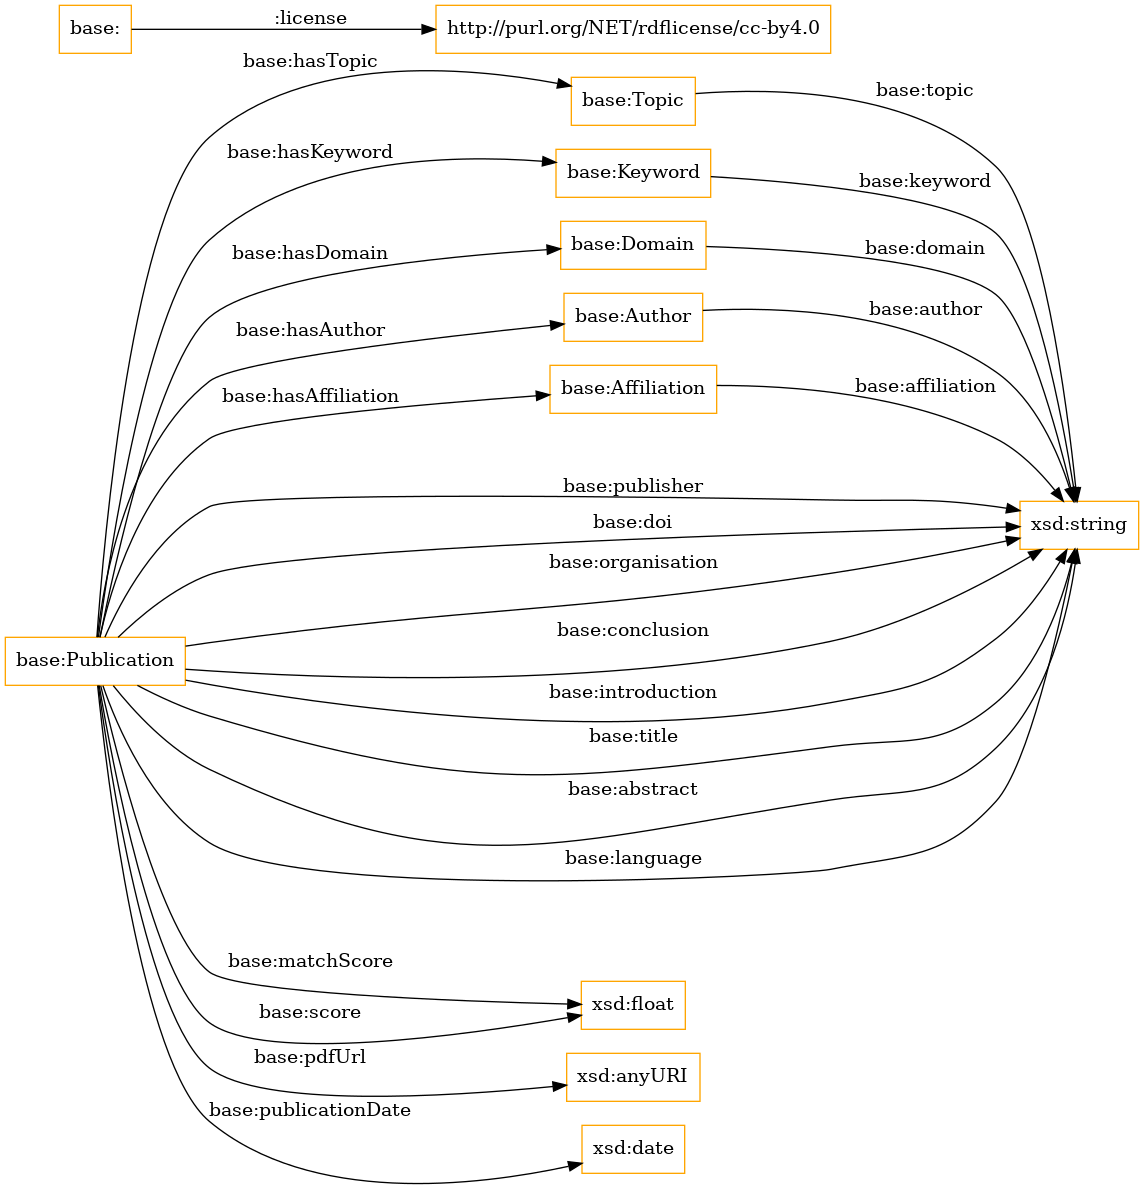 :license
base:
http://purl.org/NET/rdflicense/cc-by4.0
base:hasTopic
base:Topic
base:topic
base:hasKeyword
base:Keyword
base:keyword
base:hasDomain
base:Domain
base:domain
base:hasAuthor
base:Author
base:author
base:hasAffiliation
base:Affiliation
base:affiliation
base:publisher
base:doi
xsd:string
base:organisation
base:conclusion
base:Publication
base:introduction
base:title
base:abstract
base:language
base:matchScore
xsd:float
base:score
base:pdfUrl
xsd:anyURI
base:publicationDate
xsd:date